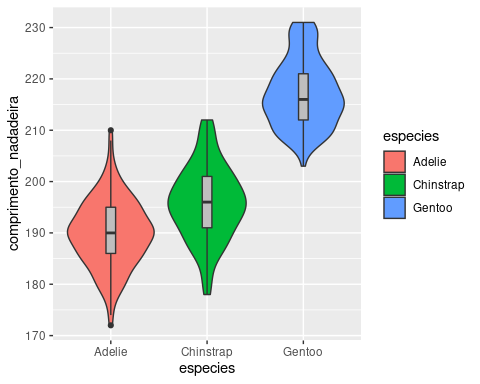 230
220
210
200
190
180
170
comprimento_nadadeira
Adelie
Chinstrap
Gentoo
especies
especies
Adelie
Chinstrap
Gentoo